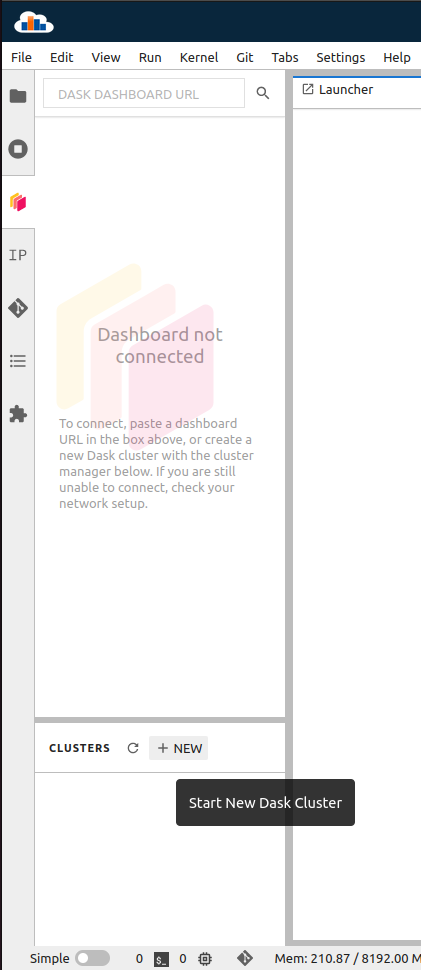 File Edit View Run Kernel Git Tabs Settings Help
DASK DASHBOARD URL
Launcher
IP
Dashboard not
connected
To connect, paste a dashboard
URL in the box above, or create a
new Dask cluster with the cluster
manager below. If you are still
unable to connect, check your
network setup.
CLUSTERS + NEW
Start New Dask Cluster
Simple 0 $_ 0 Mem: 210.87 / 8192.00 M